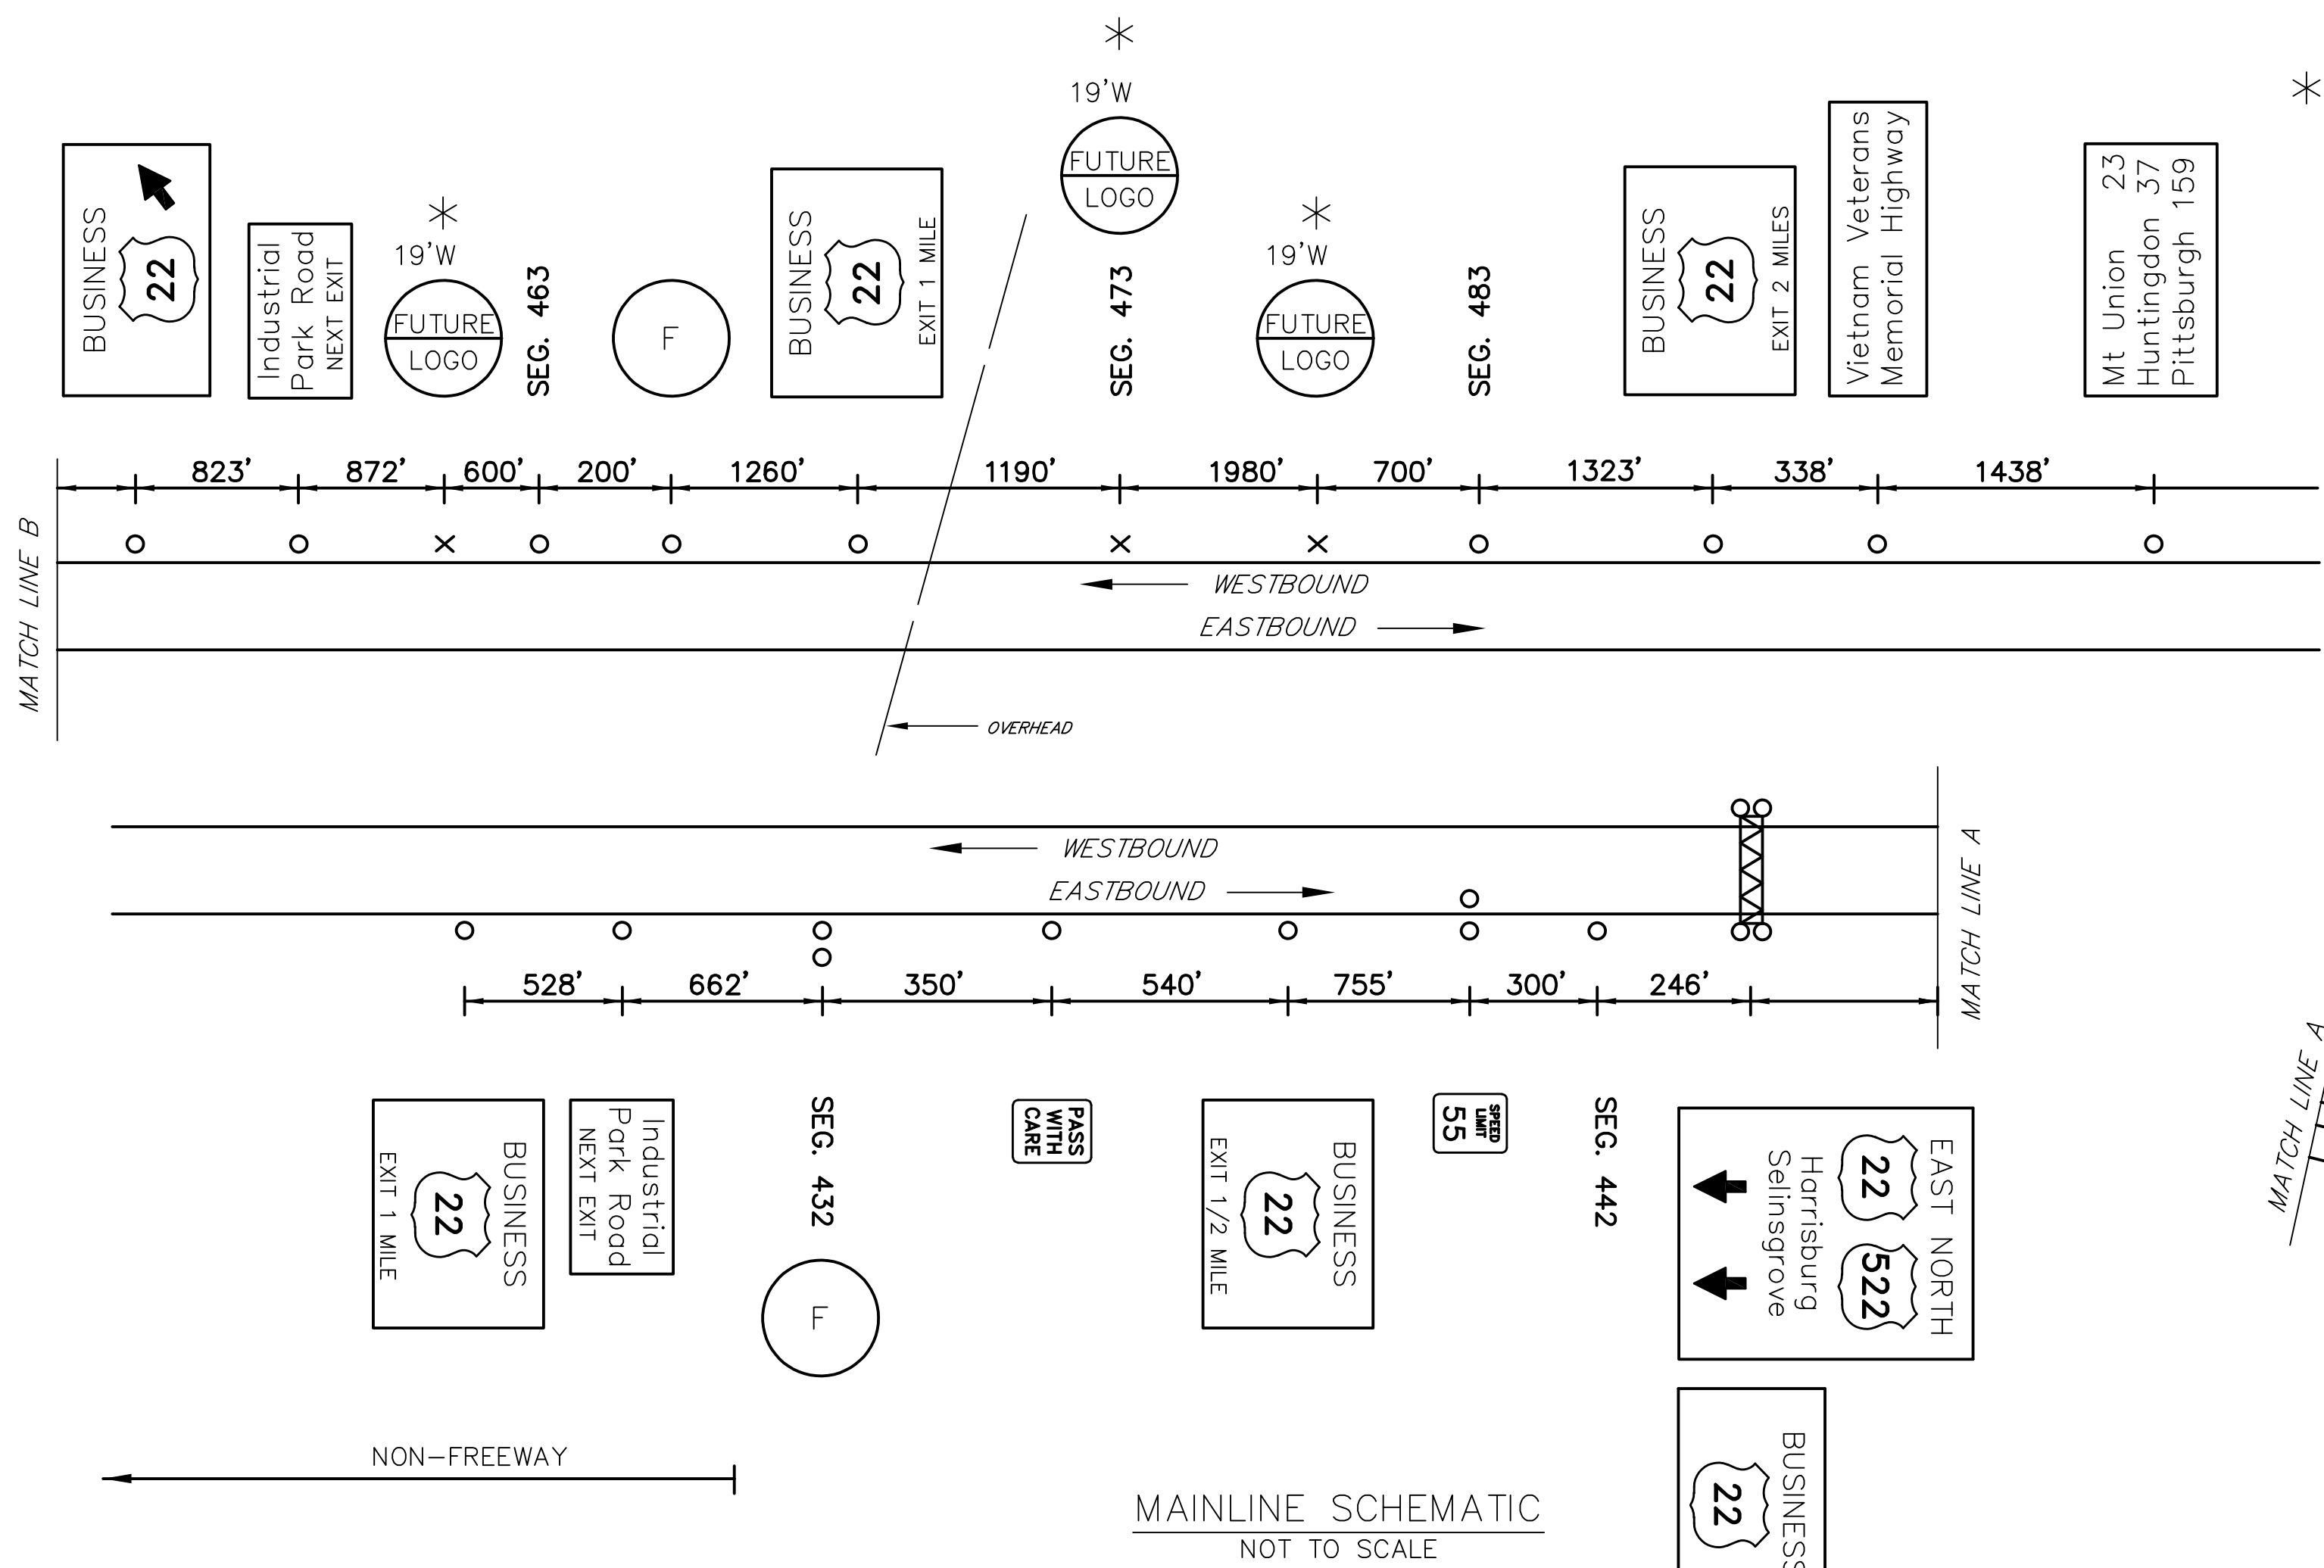 BUSINESS
22
Industrial
Park Road
NEXT EXIT
19'W
FUTURE
LOGO
SEG. 463
F
BUSINESS
22
EXIT 1 MILE
19'W
FUTURE
LOGO
SEG. 473
19'W
FUTURE
LOGO
SEG. 483
BUSINESS
22
EXIT 2 MILES
Vietnam Veterans
Memorial Highway
Mt Union 23
Huntingdon 37
Pittsburgh 159
823' 872' 600' 200' 1260' 1190' 1980' 700' 1323' 338' 1438'
MATCH LINE B
WESTBOUND
EASTBOUND
OVERHEAD
WESTBOUND
EASTBOUND
MATCH LINE A
528' 662' 350' 540' 755' 300' 246'
MATCH LINE A
BUSINESS
22
EXIT 1 MILE
Industrial
Park Road
NEXT EXIT
SEG. 432
F
PASS
WITH
CARE
BUSINESS
22
EXIT 1/2 MILE
SPEED
LIMIT
55
SEG. 442
EAST NORTH
22 522
Harrisburg
Selinsgrove
BUSINESS
22
NON-FREEWAY
MAINLINE SCHEMATIC
NOT TO SCALE